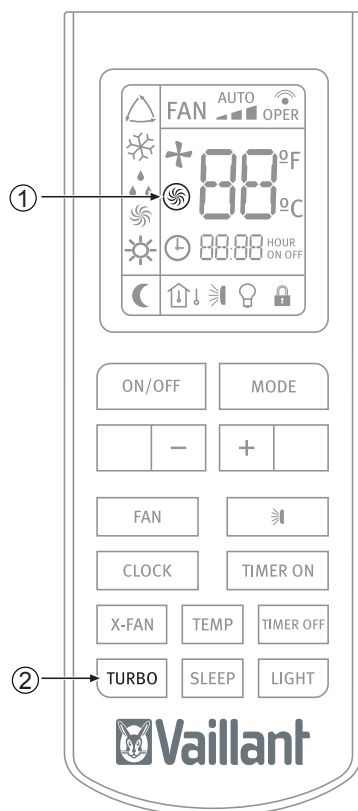 AUTO
FAN OPER
88 ºF
ºC
1
88:88 HOUR
ON OFF
ON/OFF MODE
− +
FAN
CLOCK TIMER ON
X-FAN TEMP TIMER OFF
2 TURBO SLEEP LIGHT
Vaillant